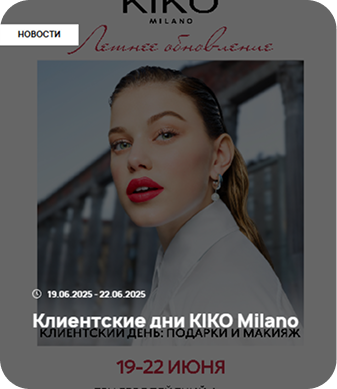 KIKO
MILANO
НОВОСТИ
Летнее обновление
19.06.2025 - 22.06.2025
Клиентские дни KIKO Milano
КЛИЕНТСКИЙ ДЕНЬ: ПОДАРКИ И МАКИЯЖ
19-22 ИЮНЯ